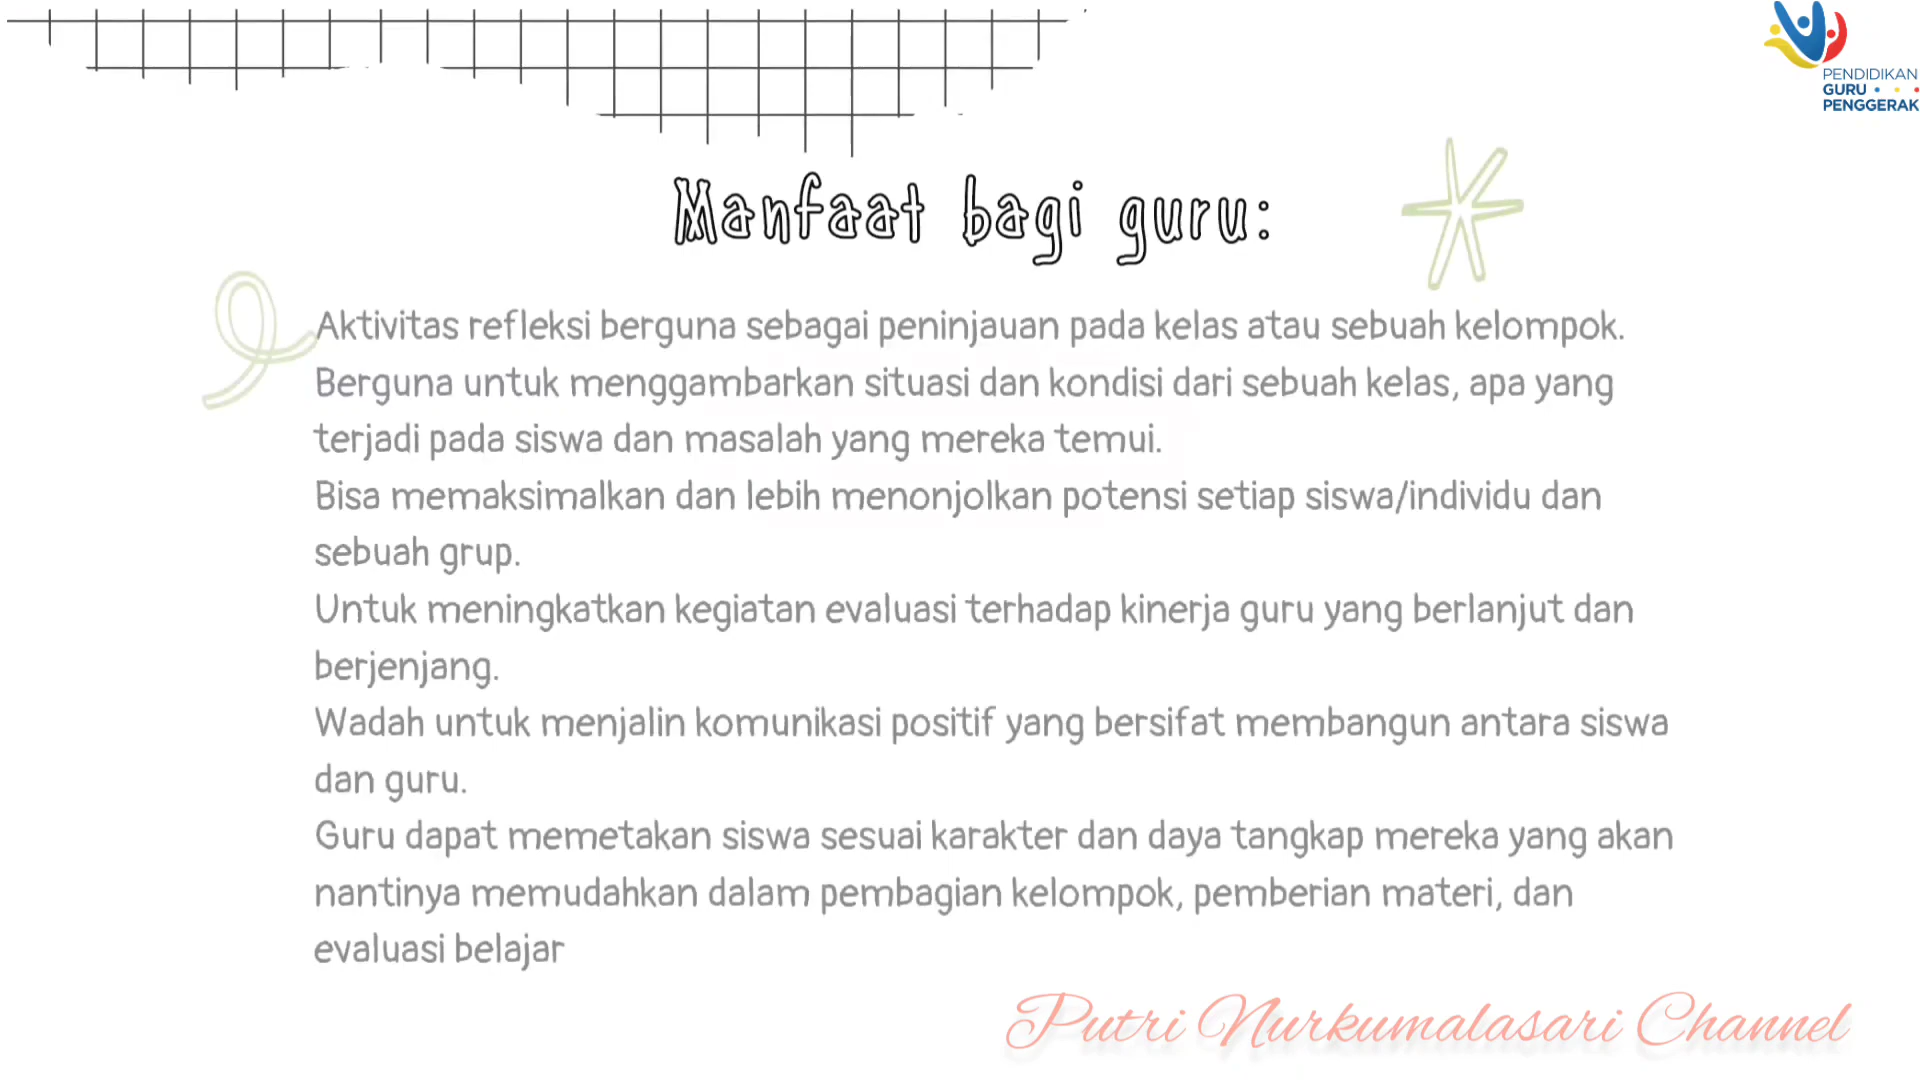 PENDIDIKAN
GURU
PENGGERAK
Manfaat bagi guru:
Aktivitas refleksi berguna sebagai peninjauan pada kelas atau sebuah kelompok.
Berguna untuk menggambarkan situasi dan kondisi dari sebuah kelas, apa yang
terjadi pada siswa dan masalah yang mereka temui.
Bisa memaksimalkan dan lebih menonjolkan potensi setiap siswa/individu dan
sebuah grup.
Untuk meningkatkan kegiatan evaluasi terhadap kinerja guru yang berlanjut dan
berjenjang.
Wadah untuk menjalin komunikasi positif yang bersifat membangun antara siswa
dan guru.
Guru dapat memetakan siswa sesuai karakter dan daya tangkap mereka yang akan
nantinya memudahkan dalam pembagian kelompok, pemberian materi, dan
evaluasi belajar
Putri Nurkumalasari Channel